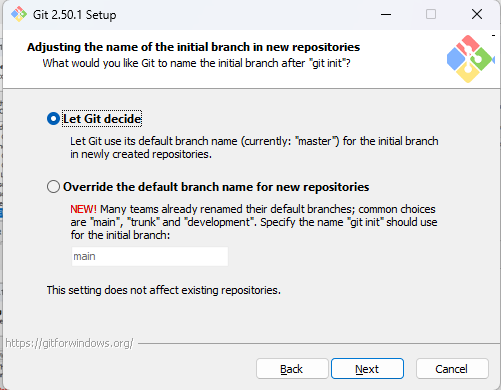 Git 2.50.1 Setup
Adjusting the name of the initial branch in new repositories
What would you like Git to name the initial branch after "git init"?
Let Git decide
Let Git use its default branch name (currently: "master") for the initial branch
in newly created repositories.
Override the default branch name for new repositories
NEW! Many teams already renamed their default branches; common choices
are "main", "trunk" and "development". Specify the name "git init" should use
for the initial branch:
main
This setting does not affect existing repositories.
https://gitforwindows.org/
Back Next Cancel